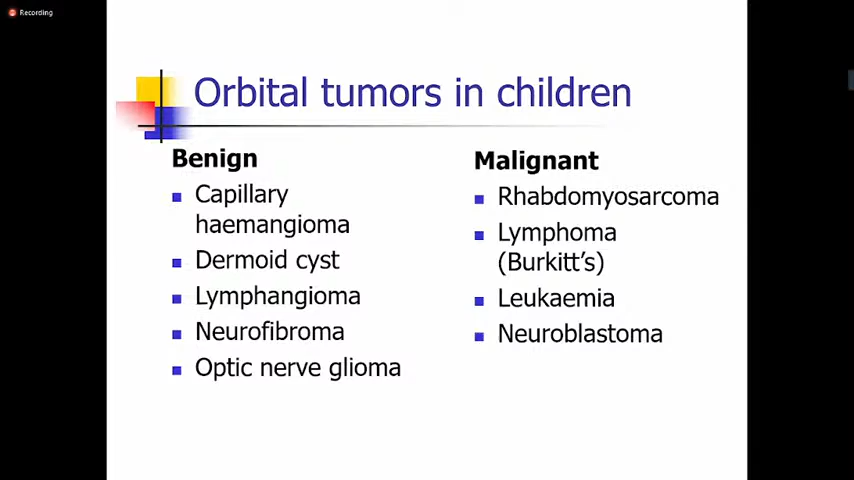 Recording
Orbital tumors in children
Benign
Capillary
haemangioma
Dermoid cyst
Lymphangioma
Neurofibroma
Optic nerve glioma
Malignant
Rhabdomyosarcoma
Lymphoma
(Burkitt's)
Leukaemia
Neuroblastoma